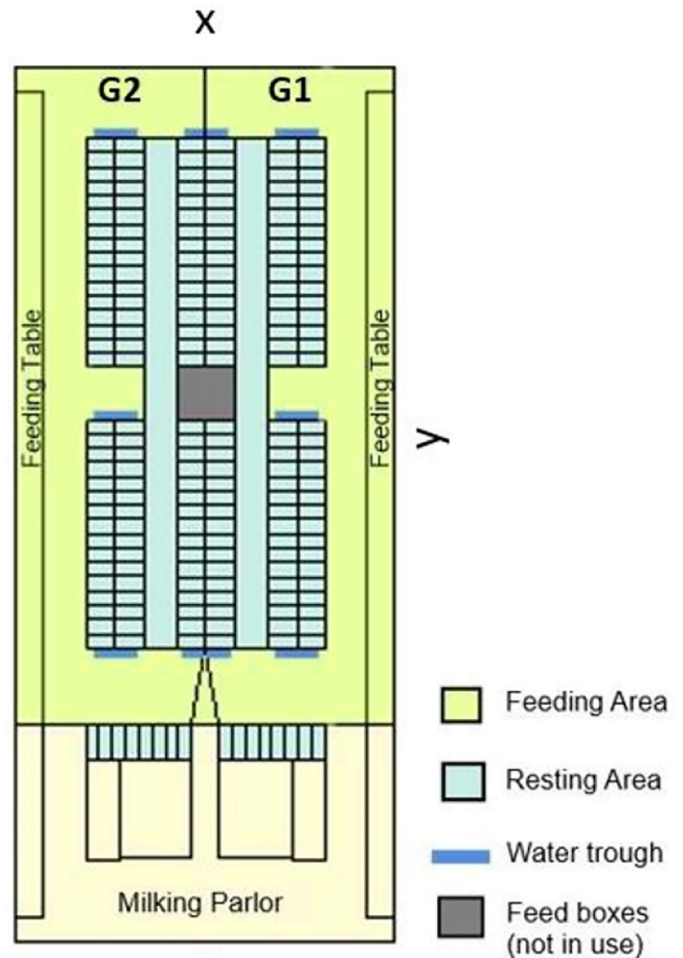 X
G2
G1
Feeding Table
Feeding Table
y
Feeding Area
Resting Area
Water trough
Feed boxes
(not in use)
Milking Parlor